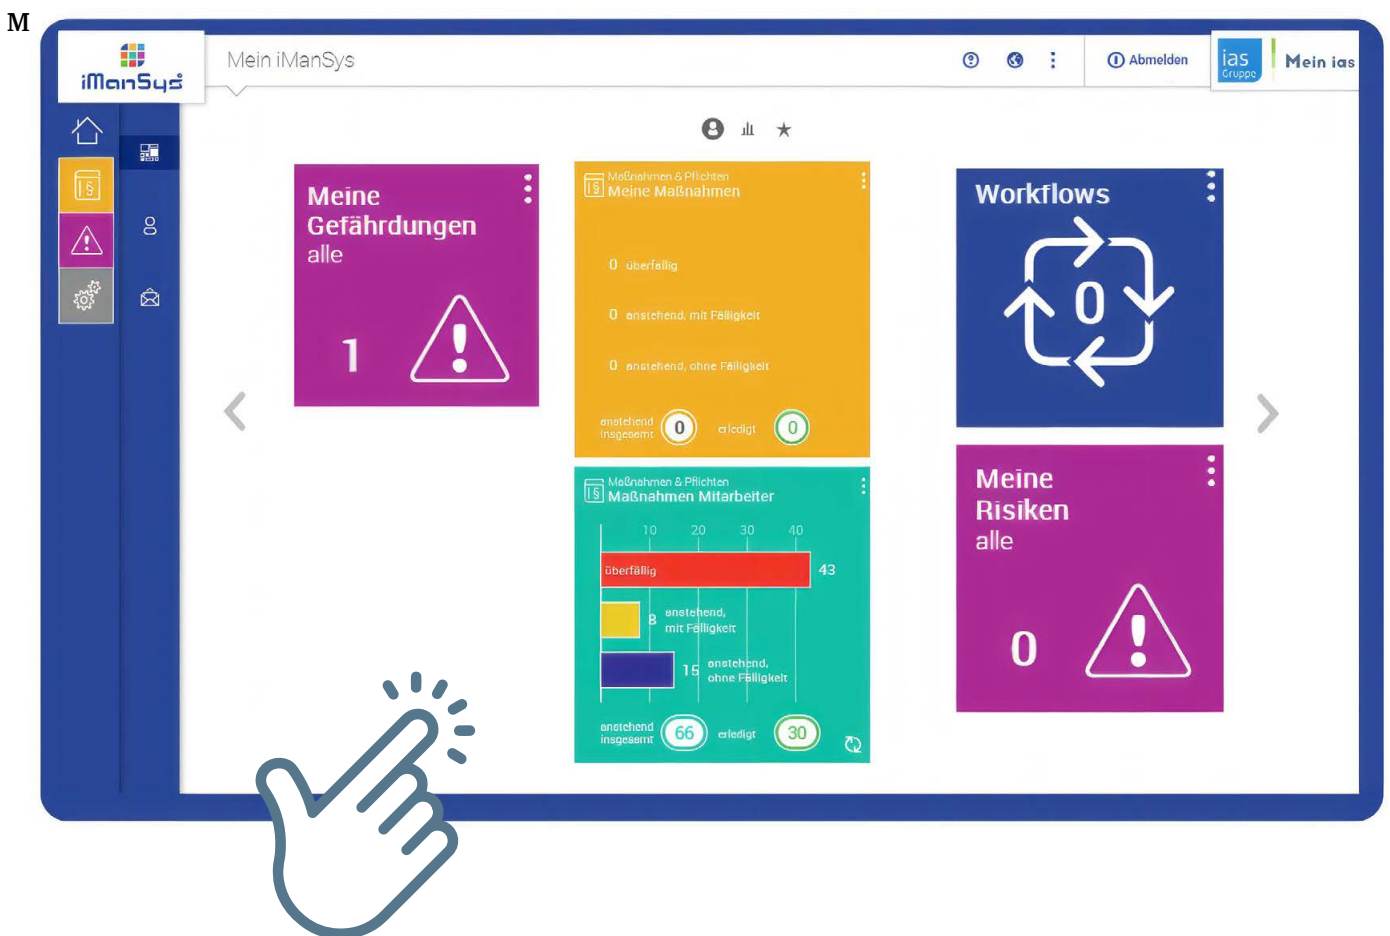 M
iManSys
Mein iManSys
Abmelden
ias
Gruppe
Mein ias
Meine
Gefährdungen
alle
1
Maßnahmen & Pflichten
Meine Maßnahmen
0 überfällig
0 anstehend, mit Fälligkeit
0 anstehend, ohne Fälligkeit
anstehend
insgesamt 0 erledigt 0
Workflows
0
Maßnahmen & Pflichten
Maßnahmen Mitarbeiter
10 20 30 40
überfällig 43
8 anstehend,
mit Fälligkeit
15 anstehend,
ohne Fälligkeit
anstehend
insgesamt 66 erledigt 30
Meine
Risiken
alle
0